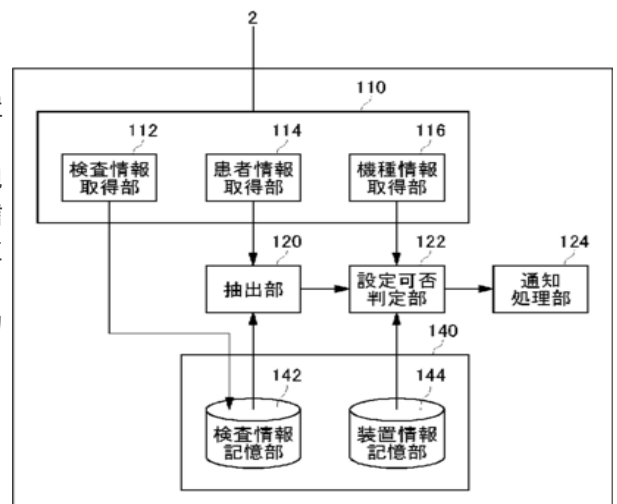 2
110
112
114
116
検査情報
取得部
患者情報
取得部
機種情報
取得部
120
122
124
抽出部
設定可否
判定部
通知
処理部
140
142
144
検査情報
記憶部
装置情報
記憶部